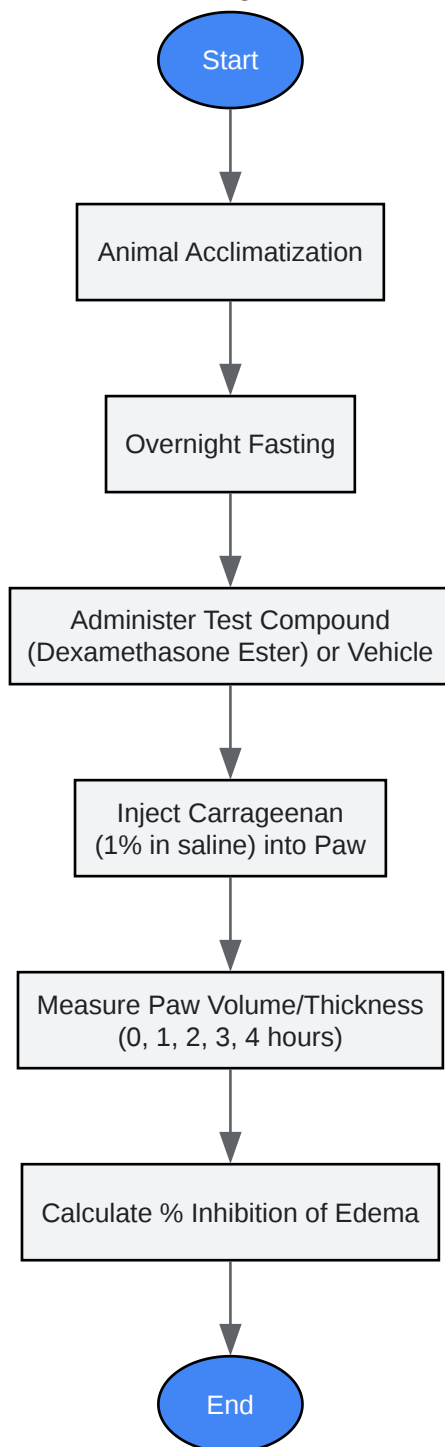 Start
Animal Acclimatization
Overnight Fasting
Administer Test Compound
(Dexamethasone Ester) or Vehicle
Inject Carrageenan
(1% in saline) into Paw
Measure Paw Volume/Thickness
(0, 1, 2, 3, 4 hours)
Calculate % Inhibition of Edema
End